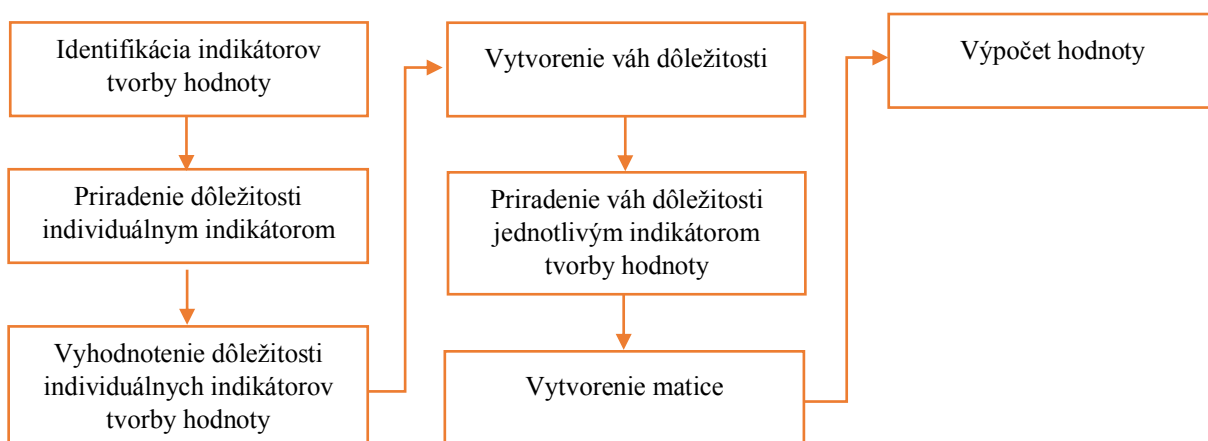 Identifikácia indikátorov
tvorby hodnoty
Priradenie dôležitosti
individuálnym indikátorom
Vyhodnotenie dôležitosti
individuálnych indikátorov
tvorby hodnoty
Vytvorenie váh dôležitosti
Priradenie váh dôležitosti
jednotlivým indikátorom
tvorby hodnoty
Vytvorenie matice
Výpočet hodnoty